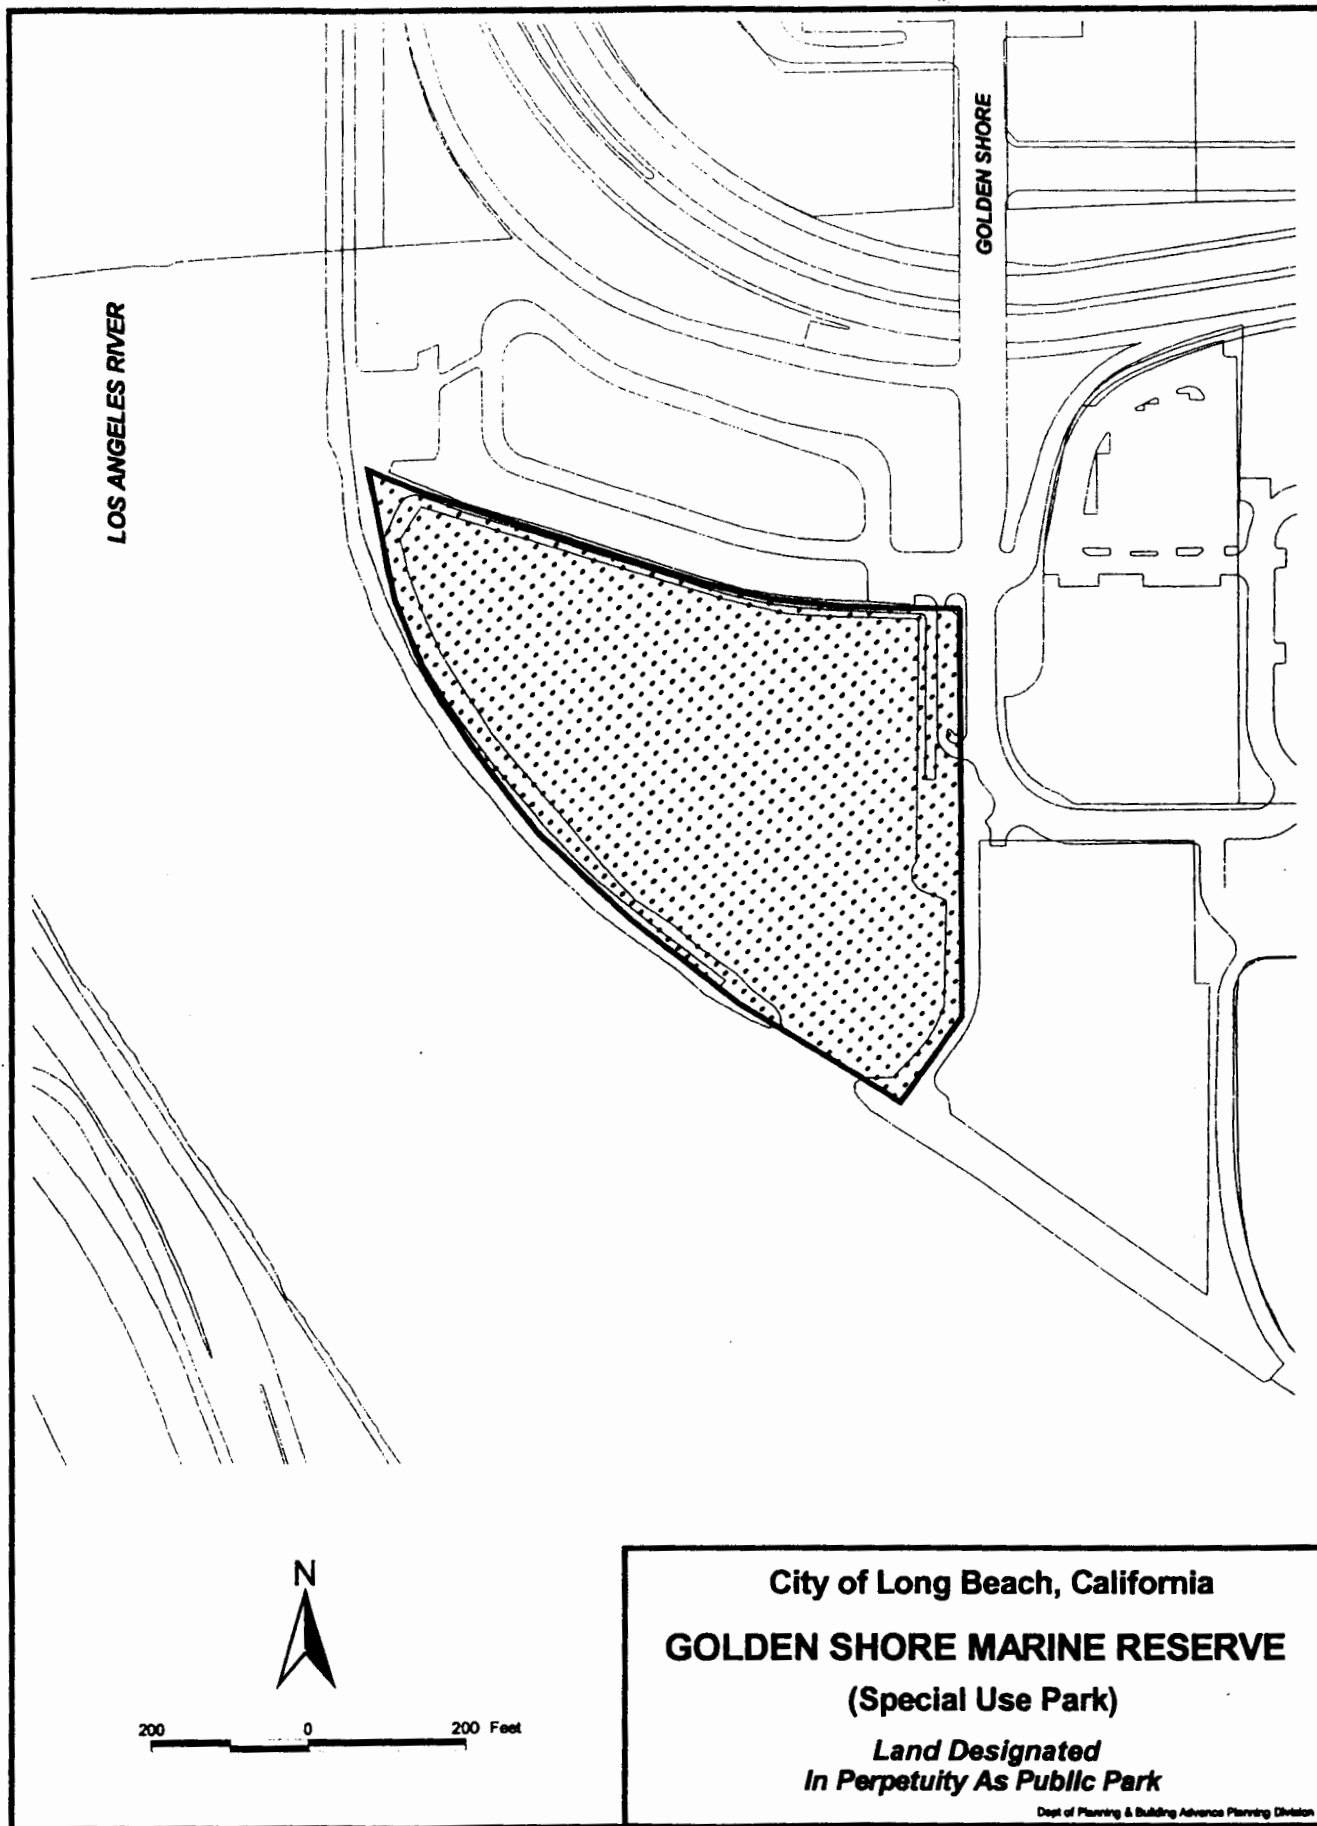 GOLDEN SHORE
LOS ANGELES RIVER
N
200 0 200 Feet
City of Long Beach, California
GOLDEN SHORE MARINE RESERVE
(Special Use Park)
Land Designated
In Perpetuity As Public Park
Dept of Planning & Building Advance Planning Division